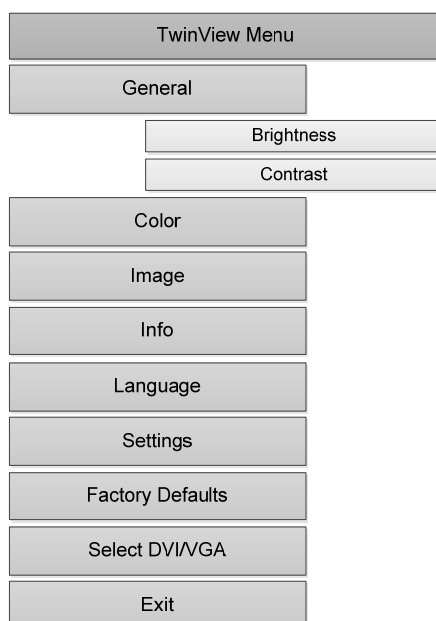 TwinView Menu
General
Brightness
Contrast
Color
Image
Info
Language
Settings
Factory Defaults
Select DVI/VGA
Exit